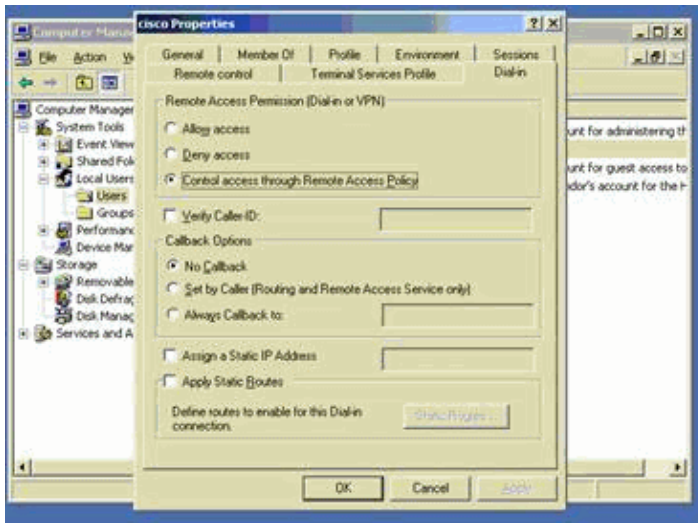 Computer Mana
cisco Properties
File Action V
General Member Of Profile Environment Sessions
Remote control Terminal Services Profile Dial-in
Remote Access Permission (Dial-in or VPN)
Allow access
Deny access
Control access through Remote Access Policy
Verify Caller-ID:
Callback Options
No Callback
Set by Caller (Routing and Remote Access Service only)
Always Callback to:
Assign a Static IP Address
Apply Static Routes
Define routes to enable for this Dial-in
connection.
Static Routes ...
OK Cancel Apply
Computer Manager
System Tools
Event View
Shared Fol
Local Users
Users
Groups
Performanc
Device Mar
Storage
Removable
Disk Defrag
Disk Manag
Services and A
unt for administering th
unt for guest access to
dor's account for the H